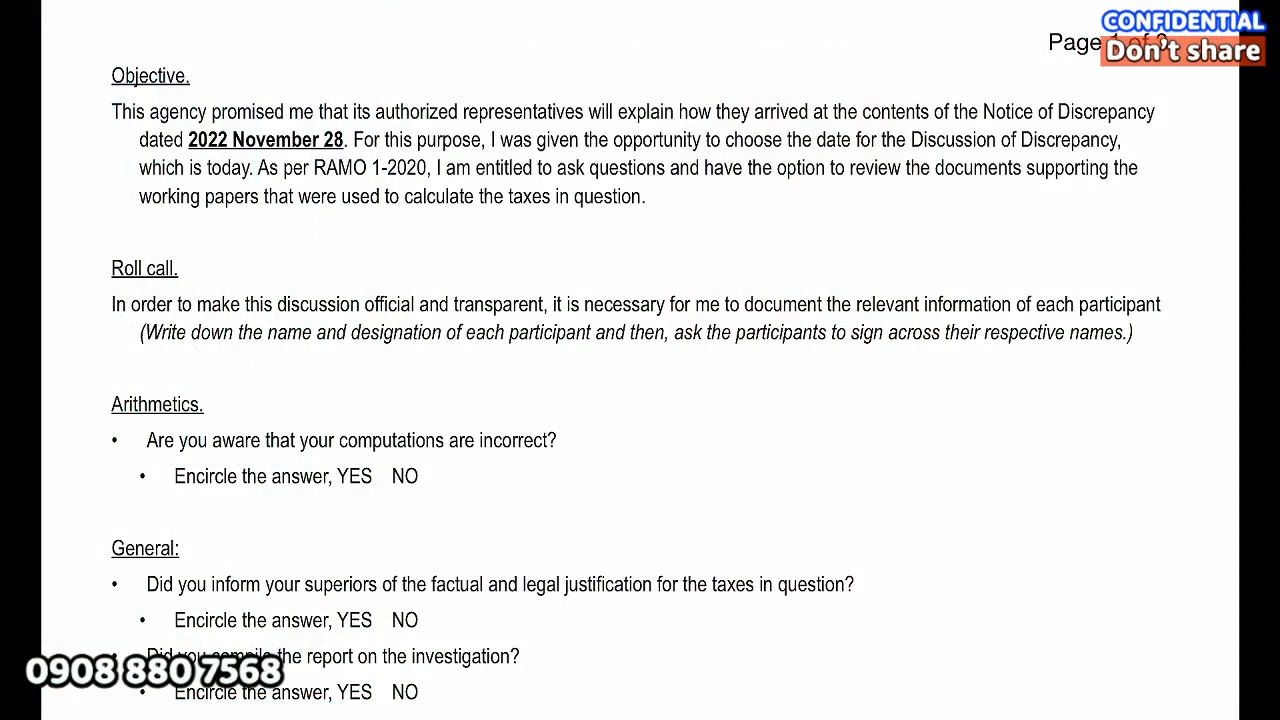 CONFIDENTIAL
Page 1 of
Don't share
Objective.
This agency promised me that its authorized representatives will explain how they arrived at the contents of the Notice of Discrepancy
dated 2022 November 28. For this purpose, I was given the opportunity to choose the date for the Discussion of Discrepancy,
which is today. As per RAMO 1-2020, I am entitled to ask questions and have the option to review the documents supporting the
working papers that were used to calculate the taxes in question.
Roll call.
In order to make this discussion official and transparent, it is necessary for me to document the relevant information of each participant
(Write down the name and designation of each participant and then, ask the participants to sign across their respective names.)
Arithmetics.
• Are you aware that your computations are incorrect?
• Encircle the answer, YES NO
General:
• Did you inform your superiors of the factual and legal justification for the taxes in question?
• Encircle the answer, YES NO
Did you compile the report on the investigation?
0908 880 7568
• Encircle the answer, YES NO